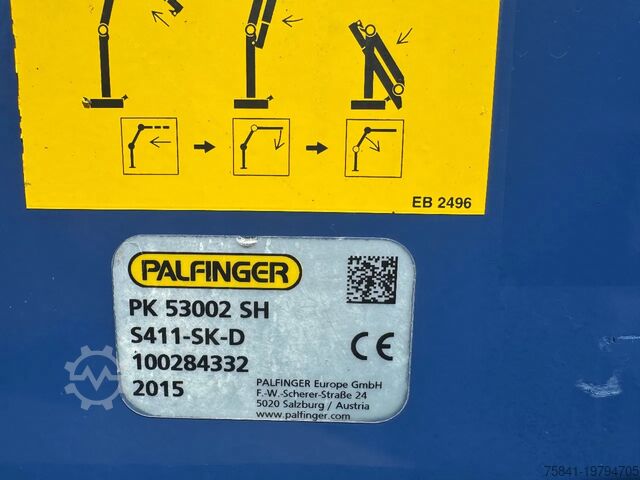 EB 2496
PALFINGER
PK 53002 SH
S411-SK-D
100284332
2015
PALFINGER Europe GmbH
F.-W.-Scherer-Straße 24
5020 Salzburg / Austria
www.palfinger.com
CE
75841-19794705